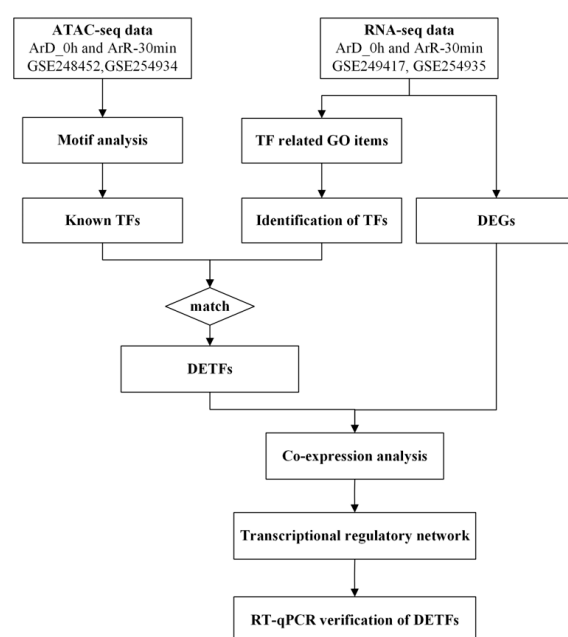 ATAC-seq data
ArD_0h and ArR-30min
GSE248452,GSE254934
RNA-seq data
ArD_0h and ArR-30min
GSE249417, GSE254935
Motif analysis
TF related GO items
Known TFs
Identification of TFs
DEGs
match
DETFs
Co-expression analysis
Transcriptional regulatory network
RT-qPCR verification of DETFs